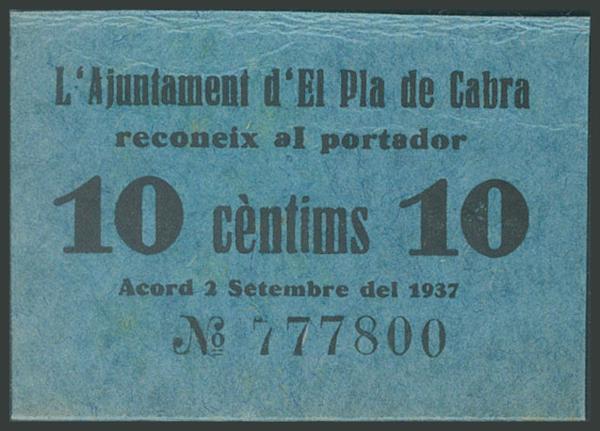 L'Ajuntament d'El Pla de Cabra
reconeix al portador
10 cèntims 10
Acord 2 Setembre del 1937
№ 777800